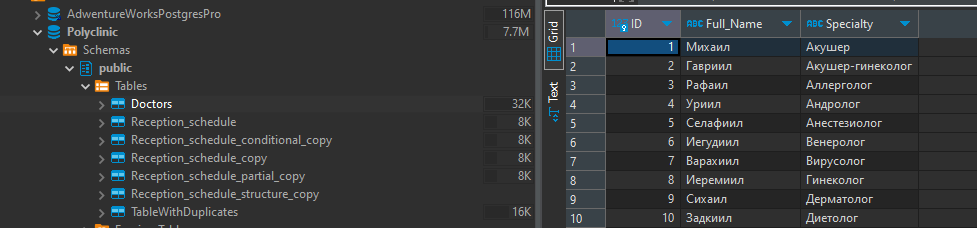 AdwentureWorksPostgresPro 116M
Polyclinic 7.7M
Schemas
public
Tables
Doctors 32K
Reception_schedule 8K
Reception_schedule_conditional_copy 8K
Reception_schedule_copy 8K
Reception_schedule_partial_copy 8K
Reception_schedule_structure_copy
TableWithDuplicates 16K
Grid
Text
ID ABC Full_Name ABC Specialty
1 1 Михаил Акушер
2 2 Гавриил Акушер-гинеколог
3 3 Рафаил Аллерголог
4 4 Уриил Андролог
5 5 Селафиил Анестезиолог
6 6 Иегудиил Венеролог
7 7 Варахиил Вирусолог
8 8 Иеремиил Гинеколог
9 9 Сихаил Дерматолог
10 10 Задкиил Диетолог